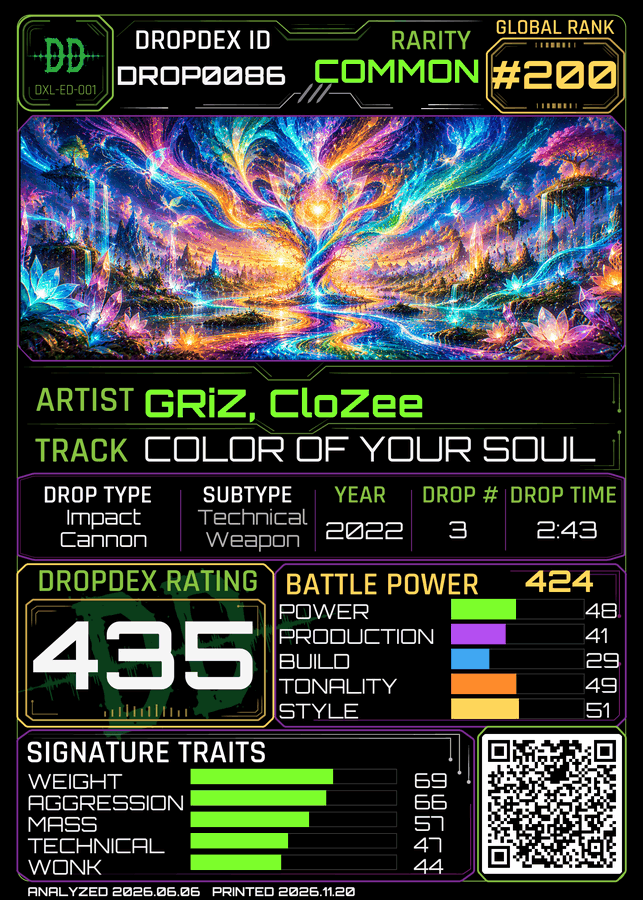 DD
DXL-ED-001
DROPDEX ID
DROP0086
RARITY
COMMON
GLOBAL RANK
#200
ARTIST GRiZ, CloZee
TRACK COLOR OF YOUR SOUL
DROP TYPE
Impact
Cannon
SUBTYPE
Technical
Weapon
YEAR
2022
DROP #
3
DROP TIME
2:43
DROPDEX RATING
435
BATTLE POWER 424
POWER 48
PRODUCTION 41
BUILD 29
TONALITY 49
STYLE 51
SIGNATURE TRAITS
WEIGHT 69
AGGRESSION 66
MASS 57
TECHNICAL 47
WONK 44
ANALYZED 2026.06.06 PRINTED 2026.11.20